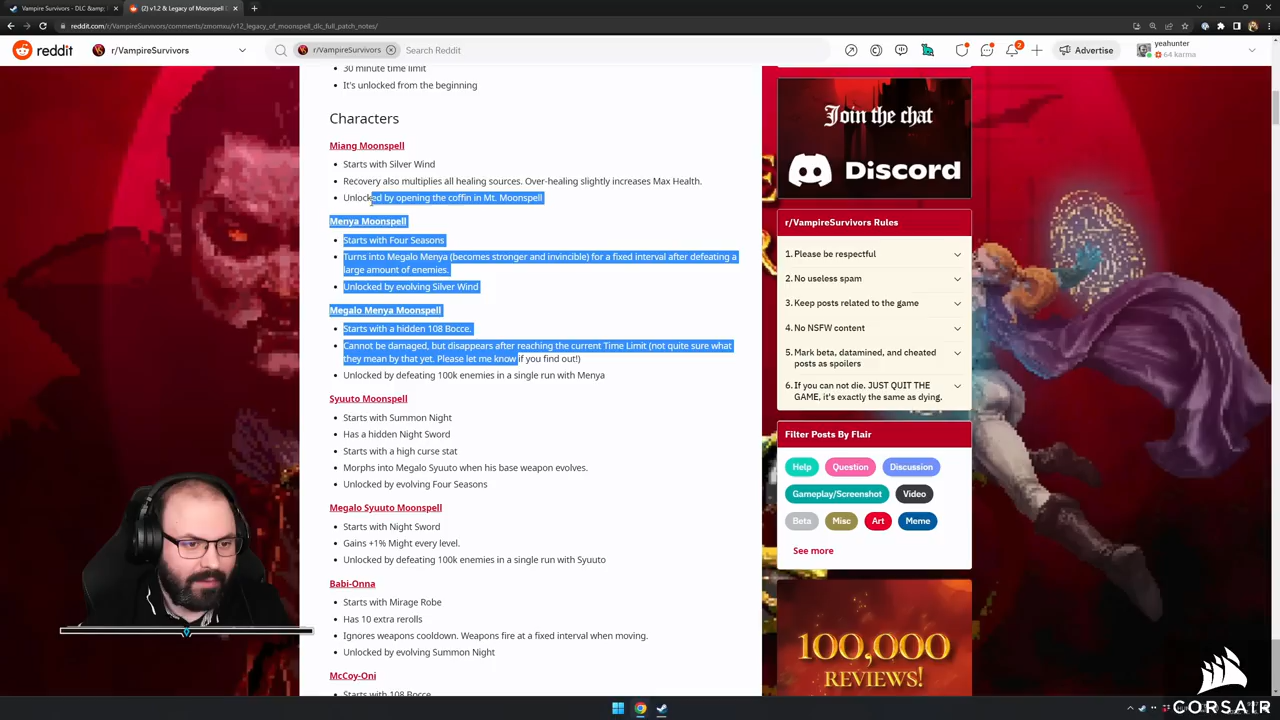 Vampire Survivors - DLC &amp;
(2) v1.2 & Legacy of Moonspell
reddit.com/r/VampireSurvivors/comments/zmomxu/v12_legacy_of_moonspell_dlc_full_patch_notes/
reddit
r/VampireSurvivors
r/VampireSurvivors
Search Reddit
2
Advertise
yeahunter
64 karma
30 minute time limit
It's unlocked from the beginning
Characters
Miang Moonspell
Starts with Silver Wind
Recovery also multiplies all healing sources. Over-healing slightly increases Max Health.
Unlocked by opening the coffin in Mt. Moonspell
Menya Moonspell
Starts with Four Seasons
Turns into Megalo Menya (becomes stronger and invincible) for a fixed interval after defeating a
large amount of enemies.
Unlocked by evolving Silver Wind
Megalo Menya Moonspell
Starts with a hidden 108 Bocce.
Cannot be damaged, but disappears after reaching the current Time Limit (not quite sure what
they mean by that yet. Please let me know if you find out!)
Unlocked by defeating 100k enemies in a single run with Menya
Syuuto Moonspell
Starts with Summon Night
Has a hidden Night Sword
Starts with a high curse stat
Morphs into Megalo Syuuto when his base weapon evolves.
Unlocked by evolving Four Seasons
Megalo Syuuto Moonspell
Starts with Night Sword
Gains +1% Might every level.
Unlocked by defeating 100k enemies in a single run with Syuuto
Babi-Onna
Starts with Mirage Robe
Has 10 extra rerolls
Ignores weapons cooldown. Weapons fire at a fixed interval when moving.
Unlocked by evolving Summon Night
McCoy-Oni
Starts with 108 Bocce
Join the chat
Discord
r/VampireSurvivors Rules
1. Please be respectful
2. No useless spam
3. Keep posts related to the game
4. No NSFW content
5. Mark beta, datamined, and cheated
posts as spoilers
6. If you can not die. JUST QUIT THE
GAME, it's exactly the same as dying.
Filter Posts By Flair
Help
Question
Discussion
Gameplay/Screenshot
Video
Beta
Misc
Art
Meme
See more
100,000
REVIEWS!
CORSAIR